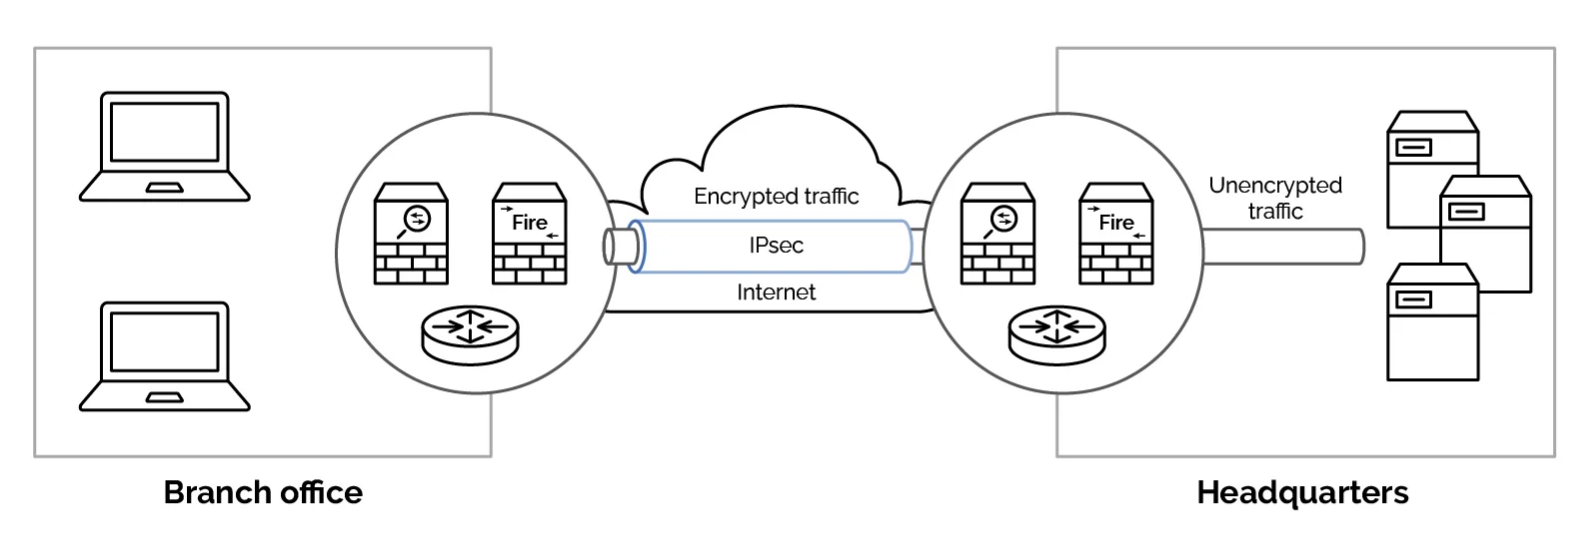 Encrypted traffic
Fire
IPsec
Internet
Fire
Unencrypted
traffic
Branch office
Headquarters